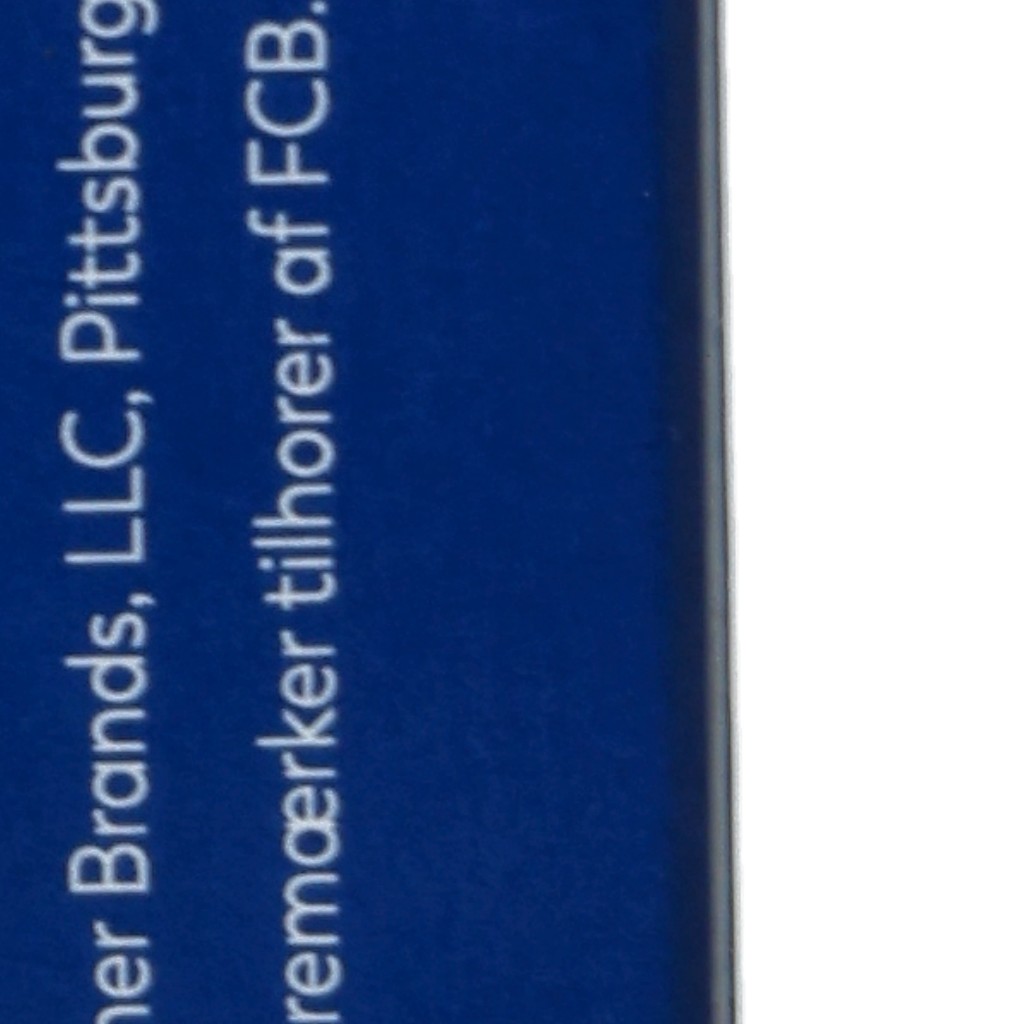 ner Brands, LLC, Pittsburg
remærker tilhorer af FCB.